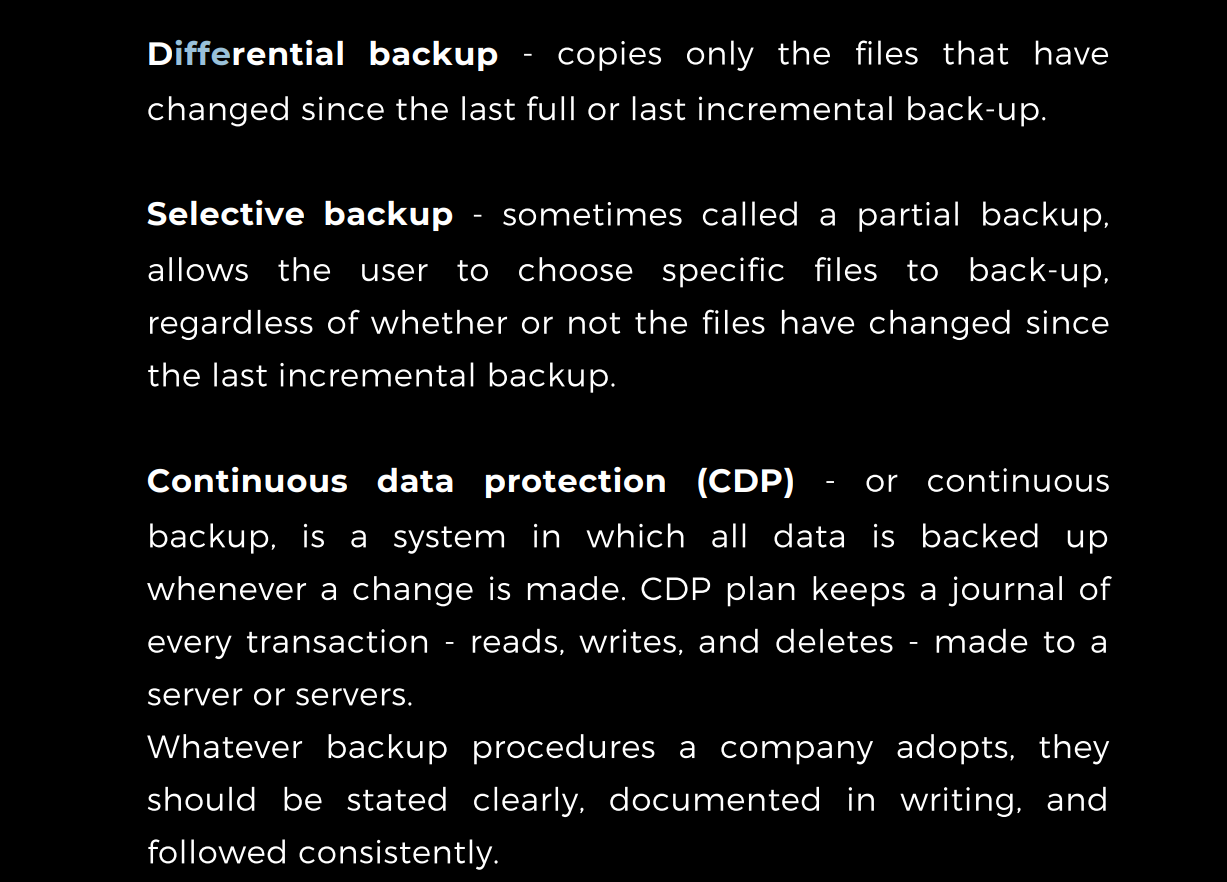 Differential backup - copies only the files that have
changed since the last full or last incremental back-up.
Selective backup - sometimes called a partial backup,
allows the user to choose specific files to back-up,
regardless of whether or not the files have changed since
the last incremental backup.
Continuous data protection (CDP) - or continuous
backup, is a system in which all data is backed up
whenever a change is made. CDP plan keeps a journal of
every transaction - reads, writes, and deletes - made to a
server or servers.
Whatever backup procedures a company adopts, they
should be stated clearly, documented in writing, and
followed consistently.